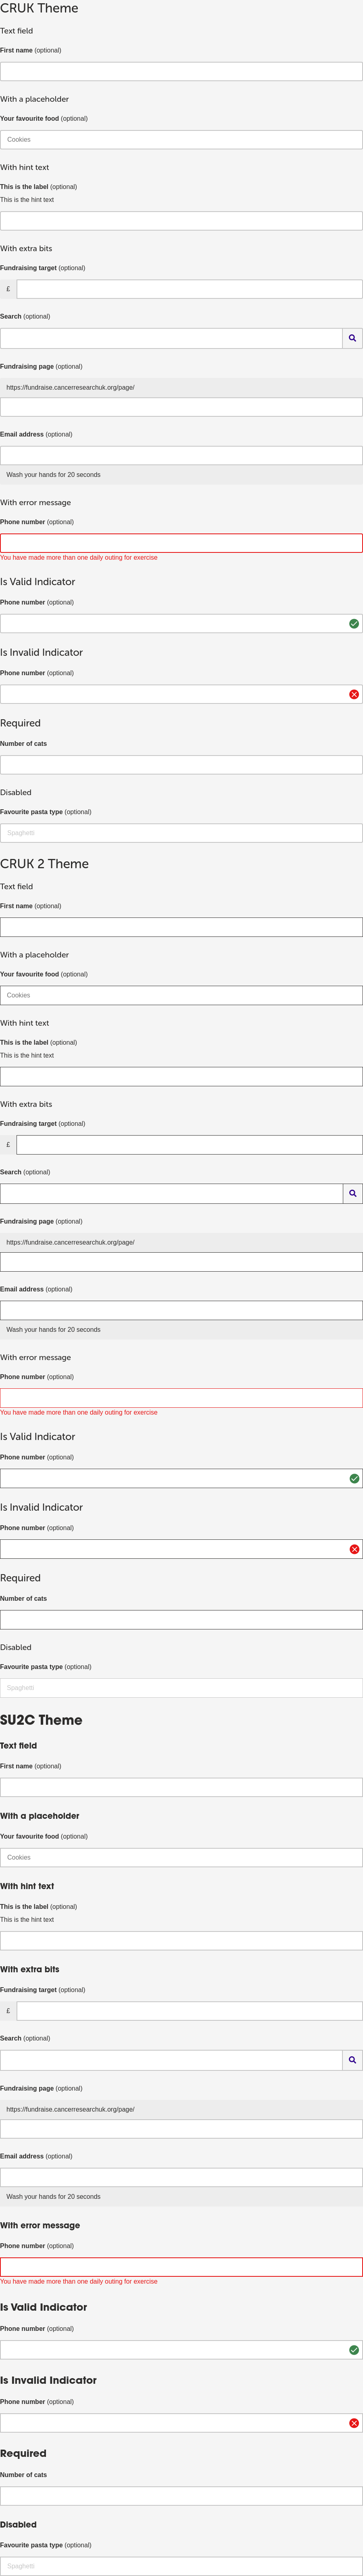 CRUK Theme
Text field
First name (optional)
With a placeholder
Your favourite food (optional)
Cookies
With hint text
This is the label (optional)
This is the hint text
With extra bits
Fundraising target (optional)
£
Search (optional)
Fundraising page (optional)
https://fundraise.cancerresearchuk.org/page/
Email address (optional)
Wash your hands for 20 seconds
With error message
Phone number (optional)
You have made more than one daily outing for exercise
Is Valid Indicator
Phone number (optional)
Is Invalid Indicator
Phone number (optional)
Required
Number of cats
Disabled
Favourite pasta type (optional)
Spaghetti
CRUK 2 Theme
Text field
First name (optional)
With a placeholder
Your favourite food (optional)
Cookies
With hint text
This is the label (optional)
This is the hint text
With extra bits
Fundraising target (optional)
£
Search (optional)
Fundraising page (optional)
https://fundraise.cancerresearchuk.org/page/
Email address (optional)
Wash your hands for 20 seconds
With error message
Phone number (optional)
You have made more than one daily outing for exercise
Is Valid Indicator
Phone number (optional)
Is Invalid Indicator
Phone number (optional)
Required
Number of cats
Disabled
Favourite pasta type (optional)
Spaghetti
SU2C Theme
Text field
First name (optional)
With a placeholder
Your favourite food (optional)
Cookies
With hint text
This is the label (optional)
This is the hint text
With extra bits
Fundraising target (optional)
£
Search (optional)
Fundraising page (optional)
https://fundraise.cancerresearchuk.org/page/
Email address (optional)
Wash your hands for 20 seconds
With error message
Phone number (optional)
You have made more than one daily outing for exercise
Is Valid Indicator
Phone number (optional)
Is Invalid Indicator
Phone number (optional)
Required
Number of cats
Disabled
Favourite pasta type (optional)
Spaghetti